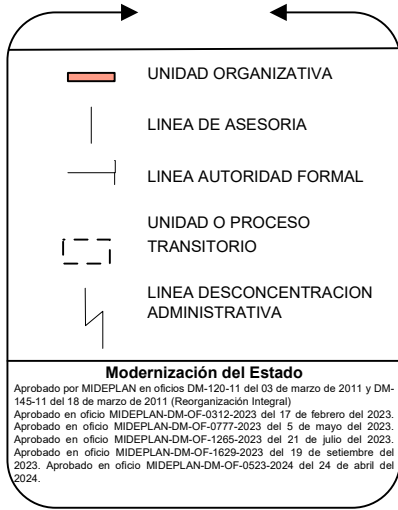 UNIDAD ORGANIZATIVA
LINEA DE ASESORIA
LINEA AUTORIDAD FORMAL
UNIDAD O PROCESO
TRANSITORIO
LINEA DESCONCENTRACION
ADMINISTRATIVA
Modernización del Estado
Aprobado por MIDEPLAN en oficios DM-120-11 del 03 de marzo de 2011 y DM-
145-11 del 18 de marzo de 2011 (Reorganización Integral)
Aprobado en oficio MIDEPLAN-DM-OF-0312-2023 del 17 de febrero del 2023.
Aprobado en oficio MIDEPLAN-DM-OF-0777-2023 del 5 de mayo del 2023.
Aprobado en oficio MIDEPLAN-DM-OF-1265-2023 del 21 de julio del 2023.
Aprobado en oficio MIDEPLAN-DM-OF-1629-2023 del 19 de setiembre del
2023. Aprobado en oficio MIDEPLAN-DM-OF-0523-2024 del 24 de abril del
2024.